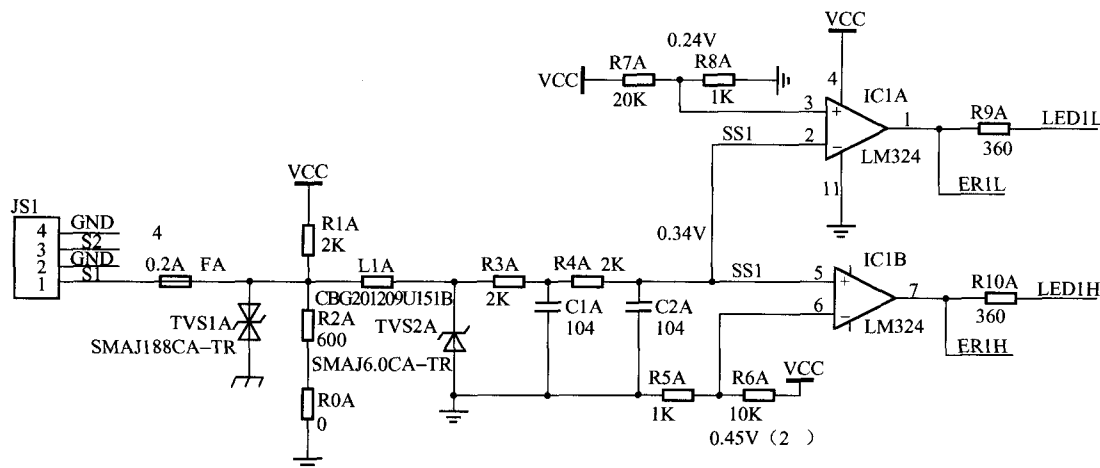 VCC
0.24V
R7A
R8A
VCC
20K
1K
4
IC1A
3
+
2
−
1
R9A
LED1L
SS1
LM324
360
11
ER1L
VCC
JS1
4
GND
3
S2
2
GND
1
S1
4
R1A
2K
0.34V
0.2A
FA
L1A
R3A
R4A
2K
SS1
5
+
IC1B
6
−
7
R10A
LED1H
CBG201209U151B
2K
TVS1A
R2A
600
TVS2A
C1A
104
C2A
104
LM324
360
SMAJ188CA−TR
SMAJ6.0CA−TR
ER1H
R0A
0
R5A
R6A
VCC
1K
10K
0.45V（2 ）